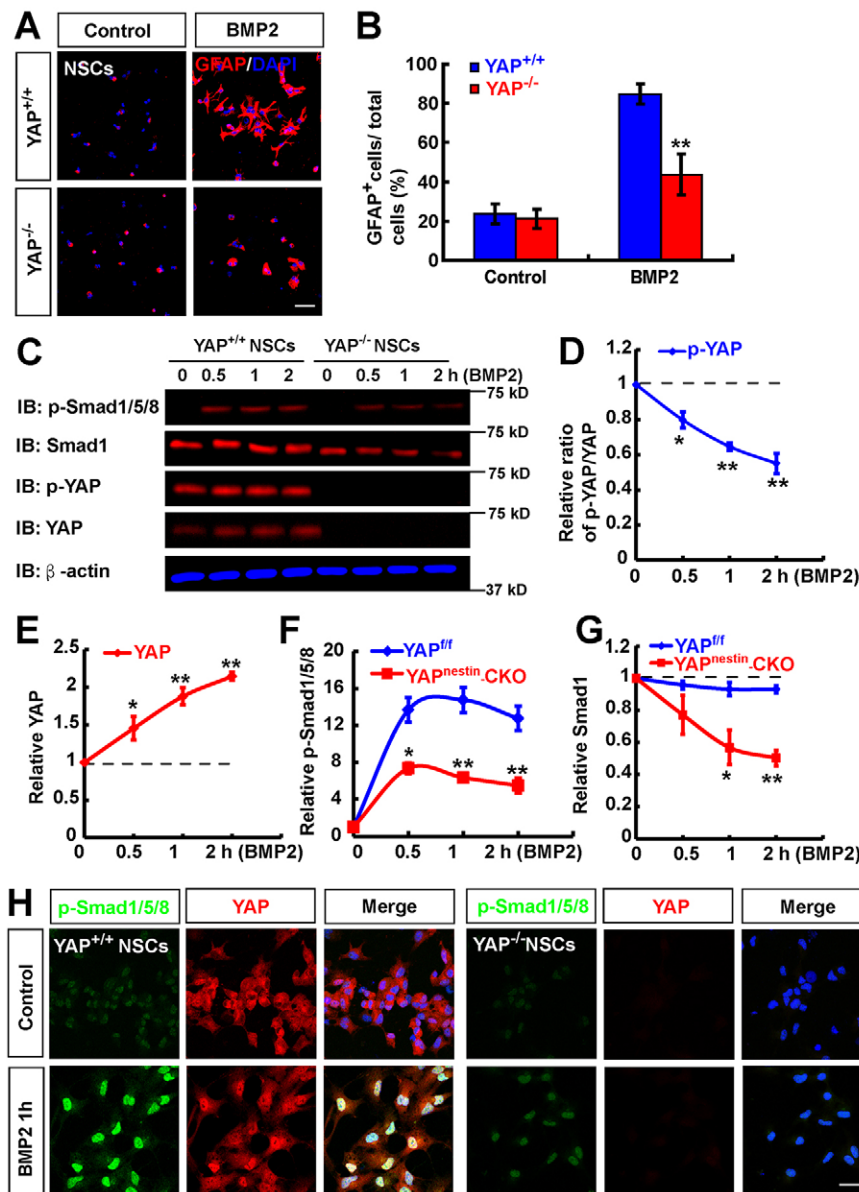 A
Control
BMP2
YAP+/+
NSCs
GFAP/DAPI
YAP-/-
B
YAP+/+
YAP-/-
GFAP+ cells/ total
cells (%)
100
80
60
40
20
0
**
Control
BMP2
C
YAP+/+ NSCs
YAP-/- NSCs
0 0.5 1 2 0 0.5 1 2 h (BMP2)
75 kD
IB: p-Smad1/5/8
75 kD
IB: Smad1
IB: p-YAP
75 kD
IB: YAP
IB: β -actin
37 kD
D
p-YAP
Relative ratio
of p-YAP/YAP
1.2
1
0.8
0.6
0.4
0.2
0
*
**
**
0 0.5 1 2 h (BMP2)
E
YAP
Relative YAP
2.5
2
1.5
1
0.5
*
**
**
0 0.5 1 2 h (BMP2)
F
YAPf/f
YAPnestin-CKO
Relative p-Smad1/5/8
16
12
8
4
0
*
**
**
0 0.5 1 2 h (BMP2)
G
YAPf/f
YAPnestin-CKO
Relative Smad1
1.2
1
0.8
0.6
0.4
0.2
0
*
**
0 0.5 1 2 h (BMP2)
H
p-Smad1/5/8
YAP
Merge
p-Smad1/5/8
YAP
Merge
Control
YAP+/+ NSCs
YAP-/-NSCs
BMP2 1h